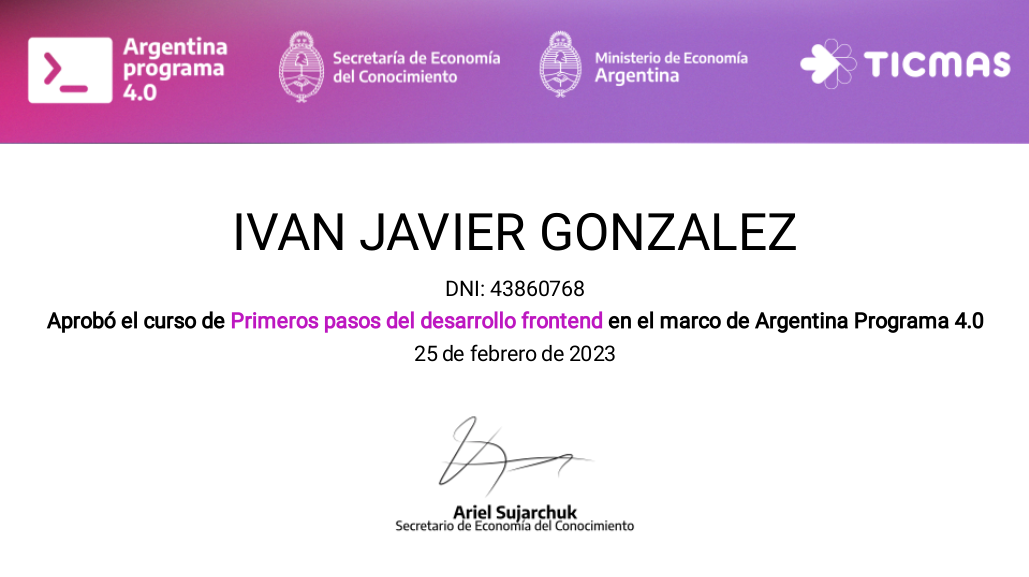 Argentina
programa
4.0
Secretaría de Economía
del Conocimiento
Ministerio de Economía
Argentina
TICMAS
IVAN JAVIER GONZALEZ
DNI: 43860768
Aprobó el curso de Primeros pasos del desarrollo frontend en el marco de Argentina Programa 4.0
25 de febrero de 2023
Ariel Sujarchuk
Secretario de Economía del Conocimiento